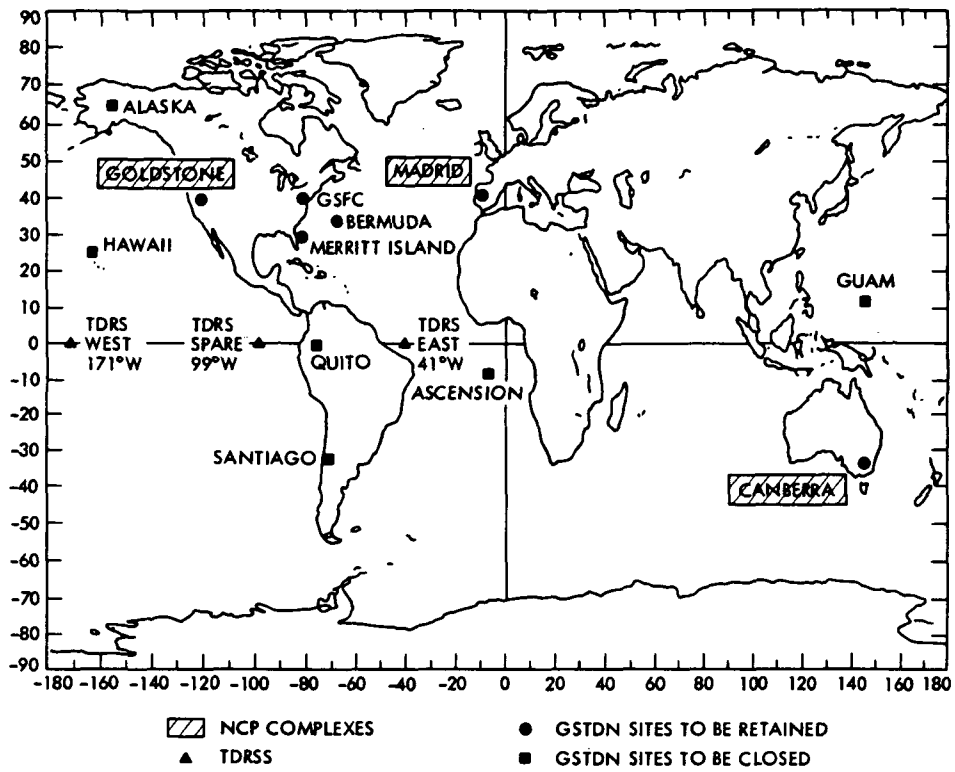 90
80
70
60
50
40
30
20
10
0
-10
-20
-30
-40
-50
-60
-70
-80
-90
ALASKA
GOLDSTONE
MADRID
GSFC
BERMUDA
MERRITT ISLAND
HAWAII
GUAM
TDRS
WEST
171°W
TDRS
SPARE
99°W
QUITO
TDRS
EAST
41°W
ASCENSION
SANTIAGO
CANBERRA
-180 -160 -140 -120 -100 -80 -60 -40 -20 0 20 40 60 80 100 120 140 160 180
NCP COMPLEXES
GSTDN SITES TO BE RETAINED
TDRSS
GSTDN SITES TO BE CLOSED